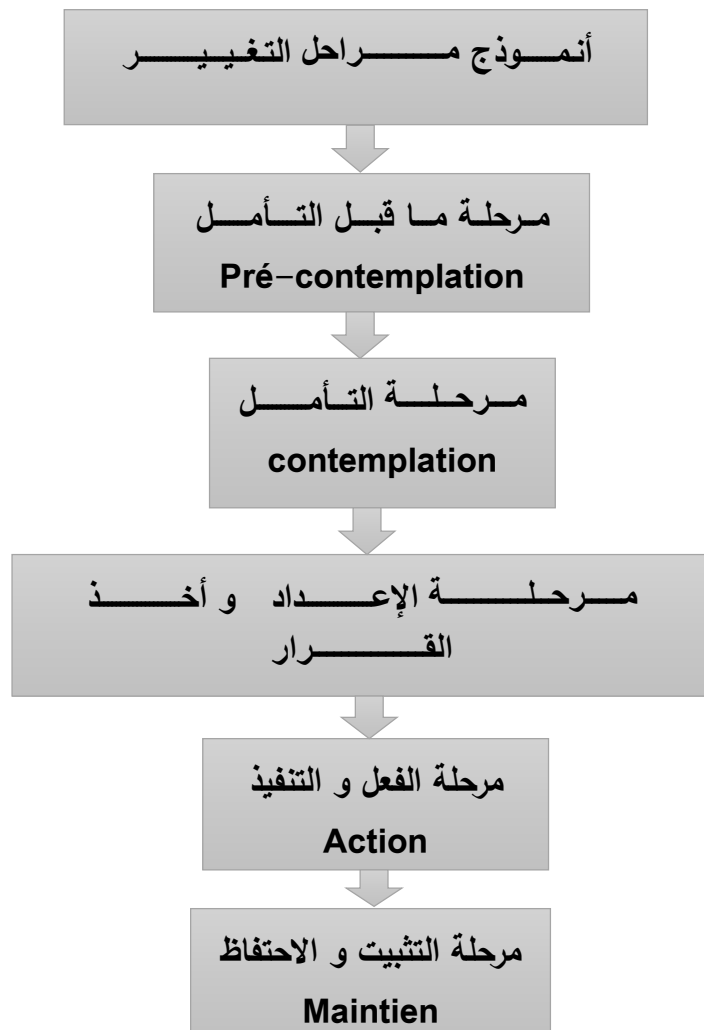 أنموذج مراحل التغيير
مرحلة ما قبل التأمل
Pré-contemplation
مرحلة التأمل
contemplation
مرحلة الإعداد و أخذ
القرار
مرحلة الفعل و التنفيذ
Action
مرحلة التثبيت و الاحتفاظ
Maintien